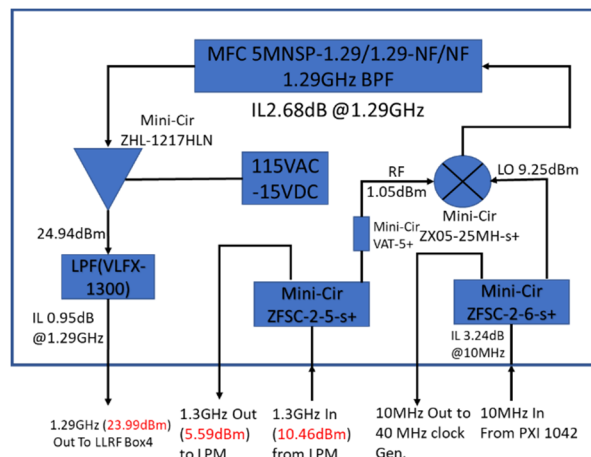 MFC 5MNSP-1.29/1.29-NF/NF
1.29GHz BPF
IL2.68dB @1.29GHz
Mini-Cir
ZHL-1217HLN
115VAC
-15VDC
RF
1.05dBm
LO 9.25dBm
Mini-Cir
ZX05-25MH-s+
Mini-Cir
VAT-5+
24.94dBm
LPF(VLFX-
1300)
Mini-Cir
ZFSC-2-5-s+
Mini-Cir
ZFSC-2-6-s+
IL 0.95dB
@1.29GHz
IL 3.24dB
@10MHz
1.29GHz (23.99dBm)
Out To LLRF Box4
1.3GHz Out
(5.59dBm)
to LPM
1.3GHz In
(10.46dBm)
from LPM
10MHz Out to
40 MHz clock
Gen.
10MHz In
From PXI 1042